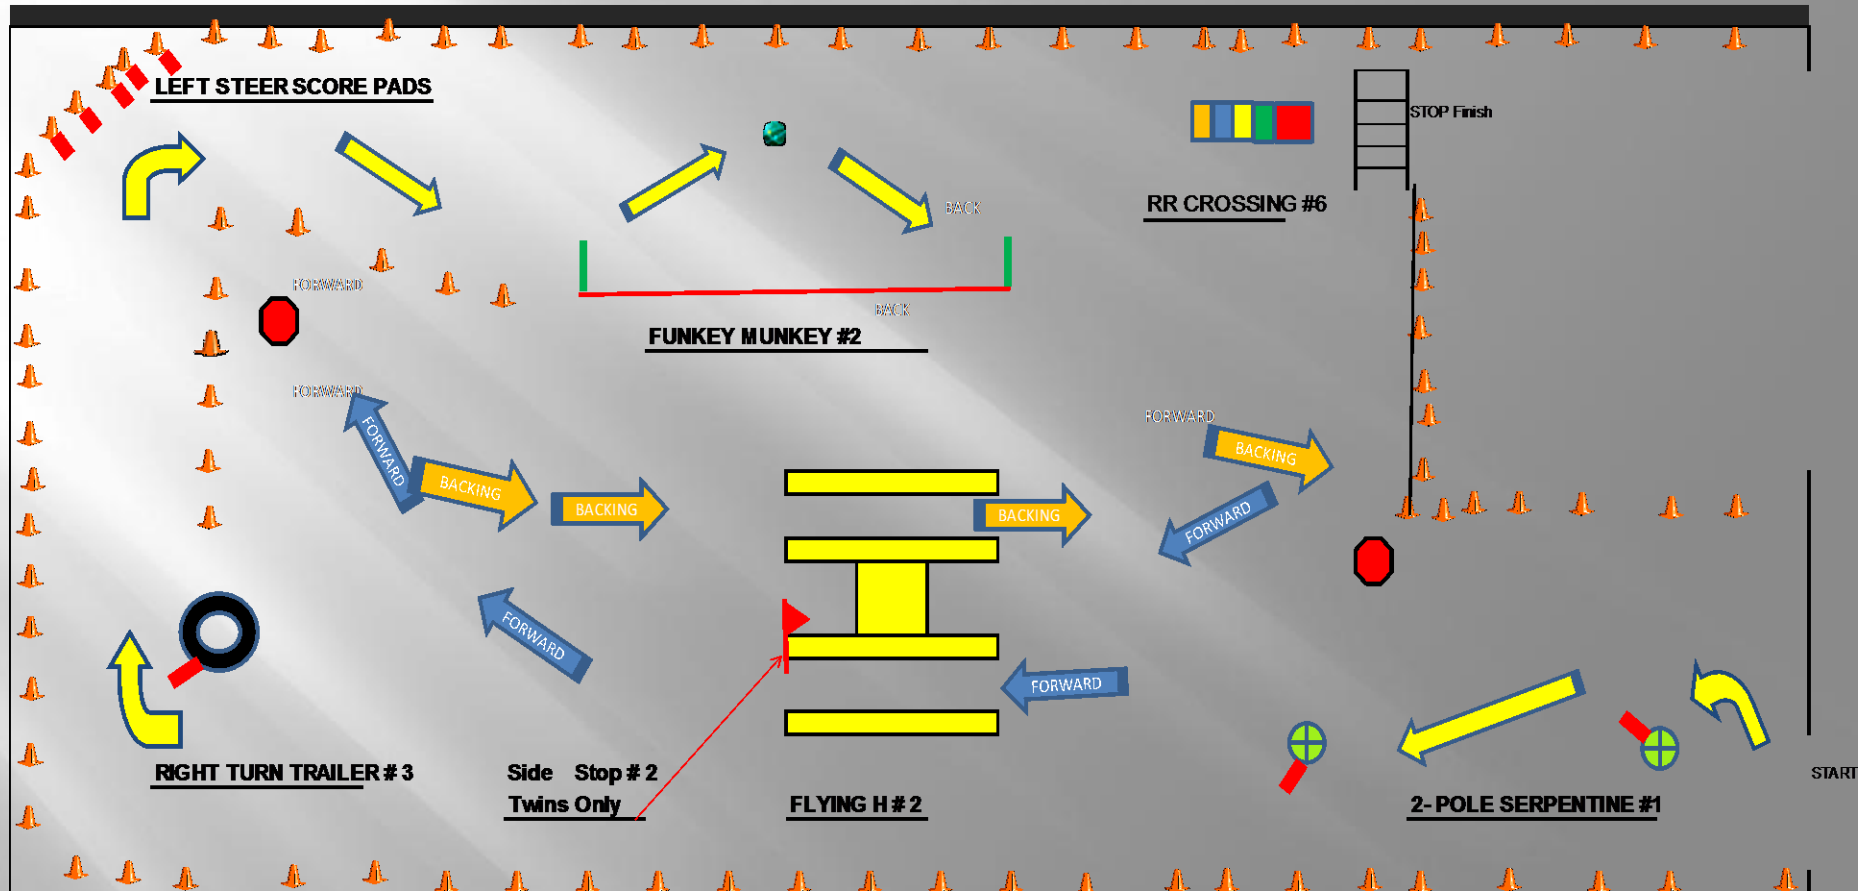 LEFT STEER SCORE PADS
STOP Finish
RR CROSSING #6
BACK
FORWARD
BACK
FUNKEY MUNKEY #2
FORWARD
FORWARD
FORWARD
BACKING
BACKING
BACKING
BACKING
FORWARD
FORWARD
FORWARD
RIGHT TURN TRAILER # 3
Side Stop # 2
Twins Only
FLYING H # 2
2- POLE SERPENTINE #1
START